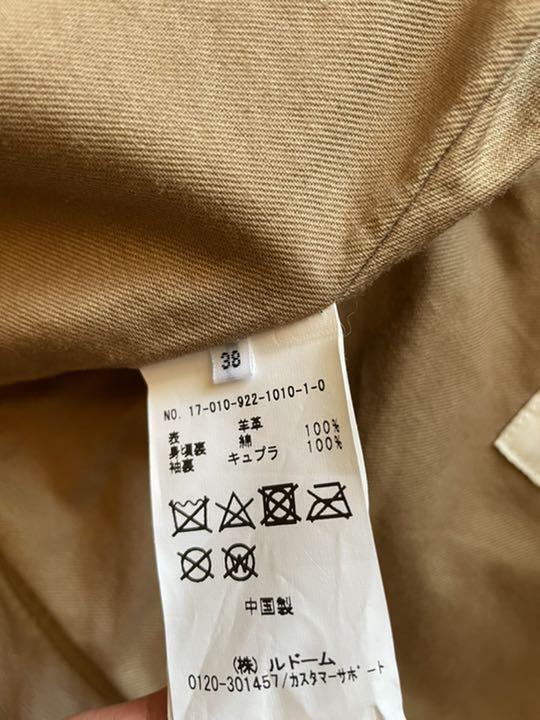 38
NO. 17-010-922-1010-1-0
表 羊革
身頃裏 綿 100%
袖裏 キュプラ 100%
中国製
(株) ルドーム
0120-301457/カスタマーサポート